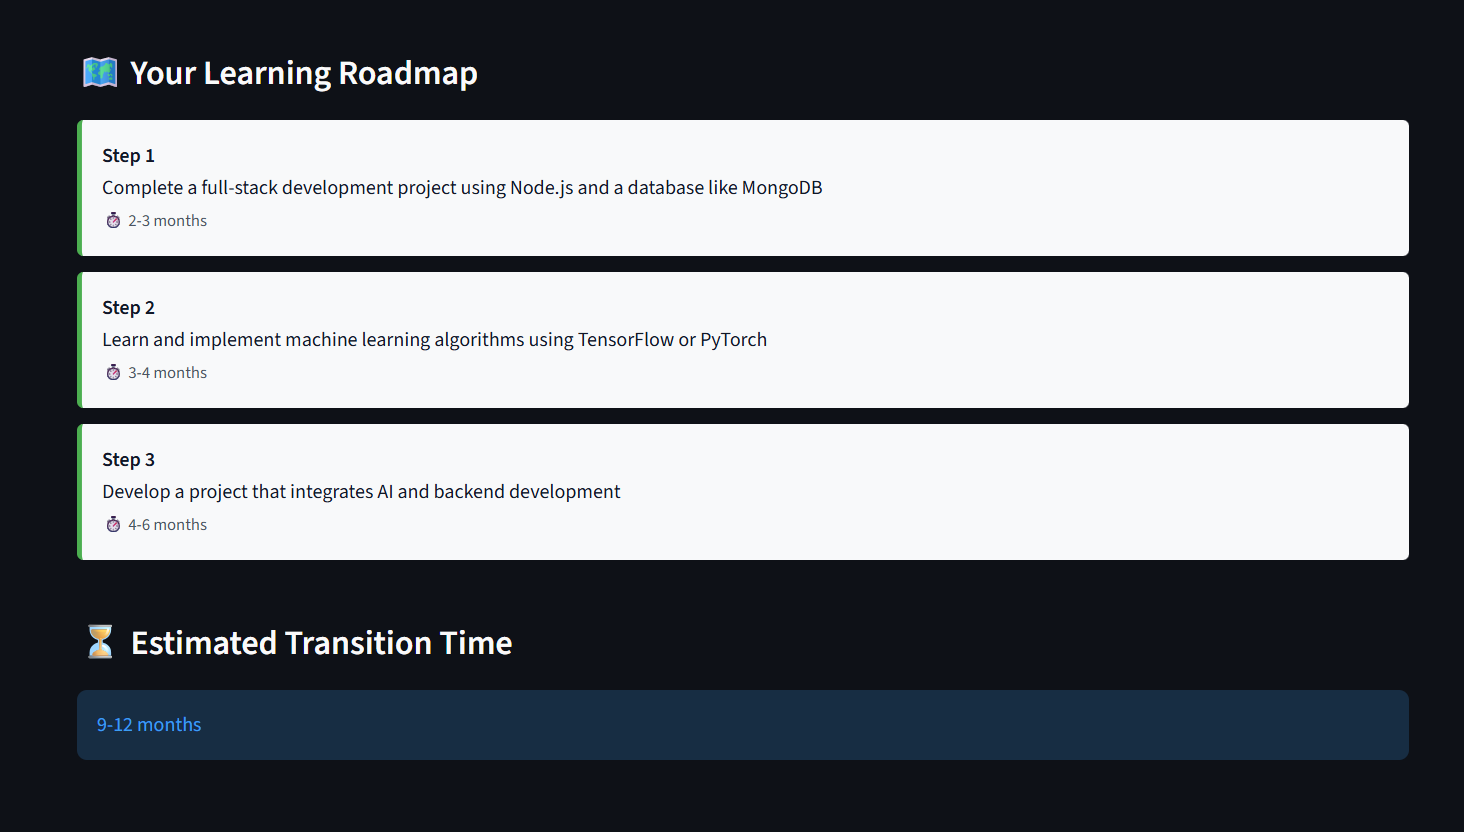 Your Learning Roadmap
Step 1
Complete a full-stack development project using Node.js and a database like MongoDB
2-3 months
Step 2
Learn and implement machine learning algorithms using TensorFlow or PyTorch
3-4 months
Step 3
Develop a project that integrates AI and backend development
4-6 months
Estimated Transition Time
9-12 months